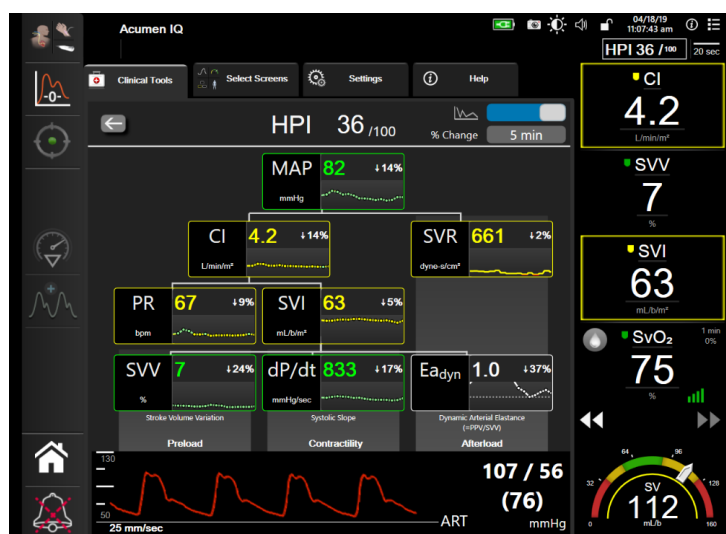 Acumen IQ
04/18/19
11:07:43 am
HPI 36 /100
20 sec
Clinical Tools
Select Screens
Settings
Help
HPI 36 /100
% Change
5 min
MAP 82 ↓14%
mmHg
CI 4.2 ↓14%
L/min/m²
SVR 661 ↓2%
dyne-s/cm⁵
PR 67 ↓9%
bpm
SVI 63 ↓5%
mL/b/m²
SVV 7 ↓24%
%
dP/dt 833 ↓17%
mmHg/sec
Eadyn 1.0 ↓37%
Stroke Volume Variation
Systolic Slope
Dynamic Arterial Elastance
(=PPV/SVV)
Preload
Contractility
Afterload
130
50
25 mm/sec
107 / 56
(76)
ART
mmHg
CI
4.2
L/min/m²
SVV
7
%
SVI
63
mL/b/m²
SvO₂
1 min
0%
75
%
64
96
32
128
SV
112
mL/b
0
160
-0-